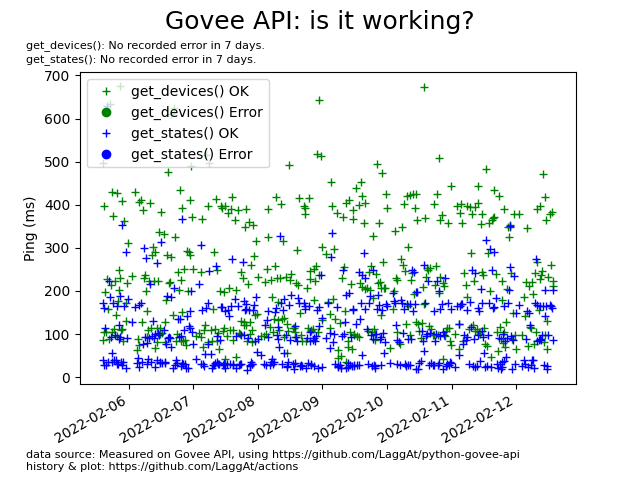 Govee API: is it working?
get_devices(): No recorded error in 7 days.
get_states(): No recorded error in 7 days.
700
600
500
400
300
200
100
0
Ping (ms)
get_devices() OK
get_devices() Error
get_states() OK
get_states() Error
2022-02-06
2022-02-07
2022-02-08
2022-02-09
2022-02-10
2022-02-11
2022-02-12
data source: Measured on Govee API, using https://github.com/LaggAt/python-govee-api
history & plot: https://github.com/LaggAt/actions